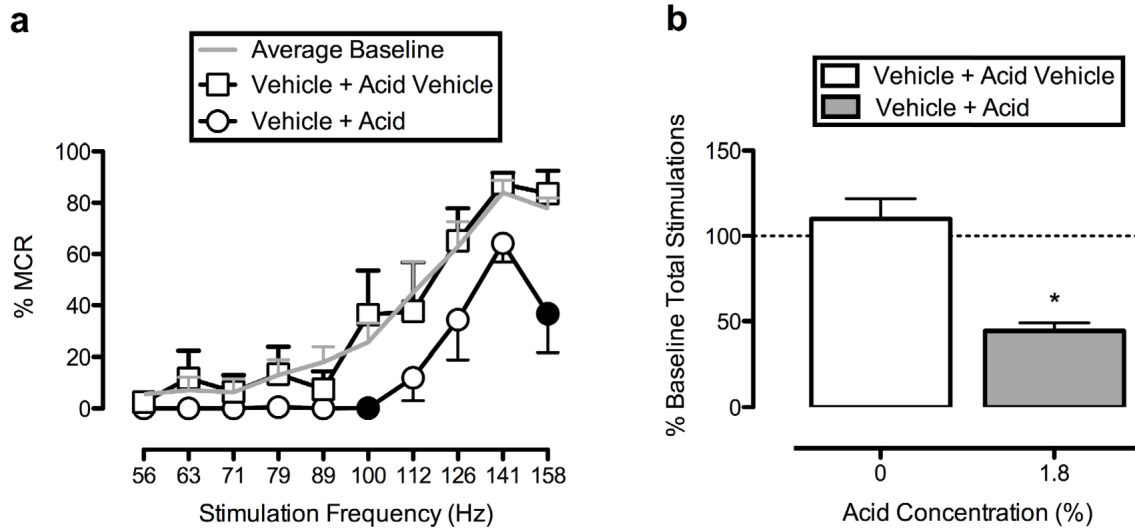 a
Average Baseline
Vehicle + Acid Vehicle
Vehicle + Acid
% MCR
100
80
60
40
20
0
56 63 71 79 89 100 112 126 141 158
Stimulation Frequency (Hz)
b
Vehicle + Acid Vehicle
Vehicle + Acid
% Baseline Total Stimulations
150
100
50
0
*
0 1.8
Acid Concentration (%)